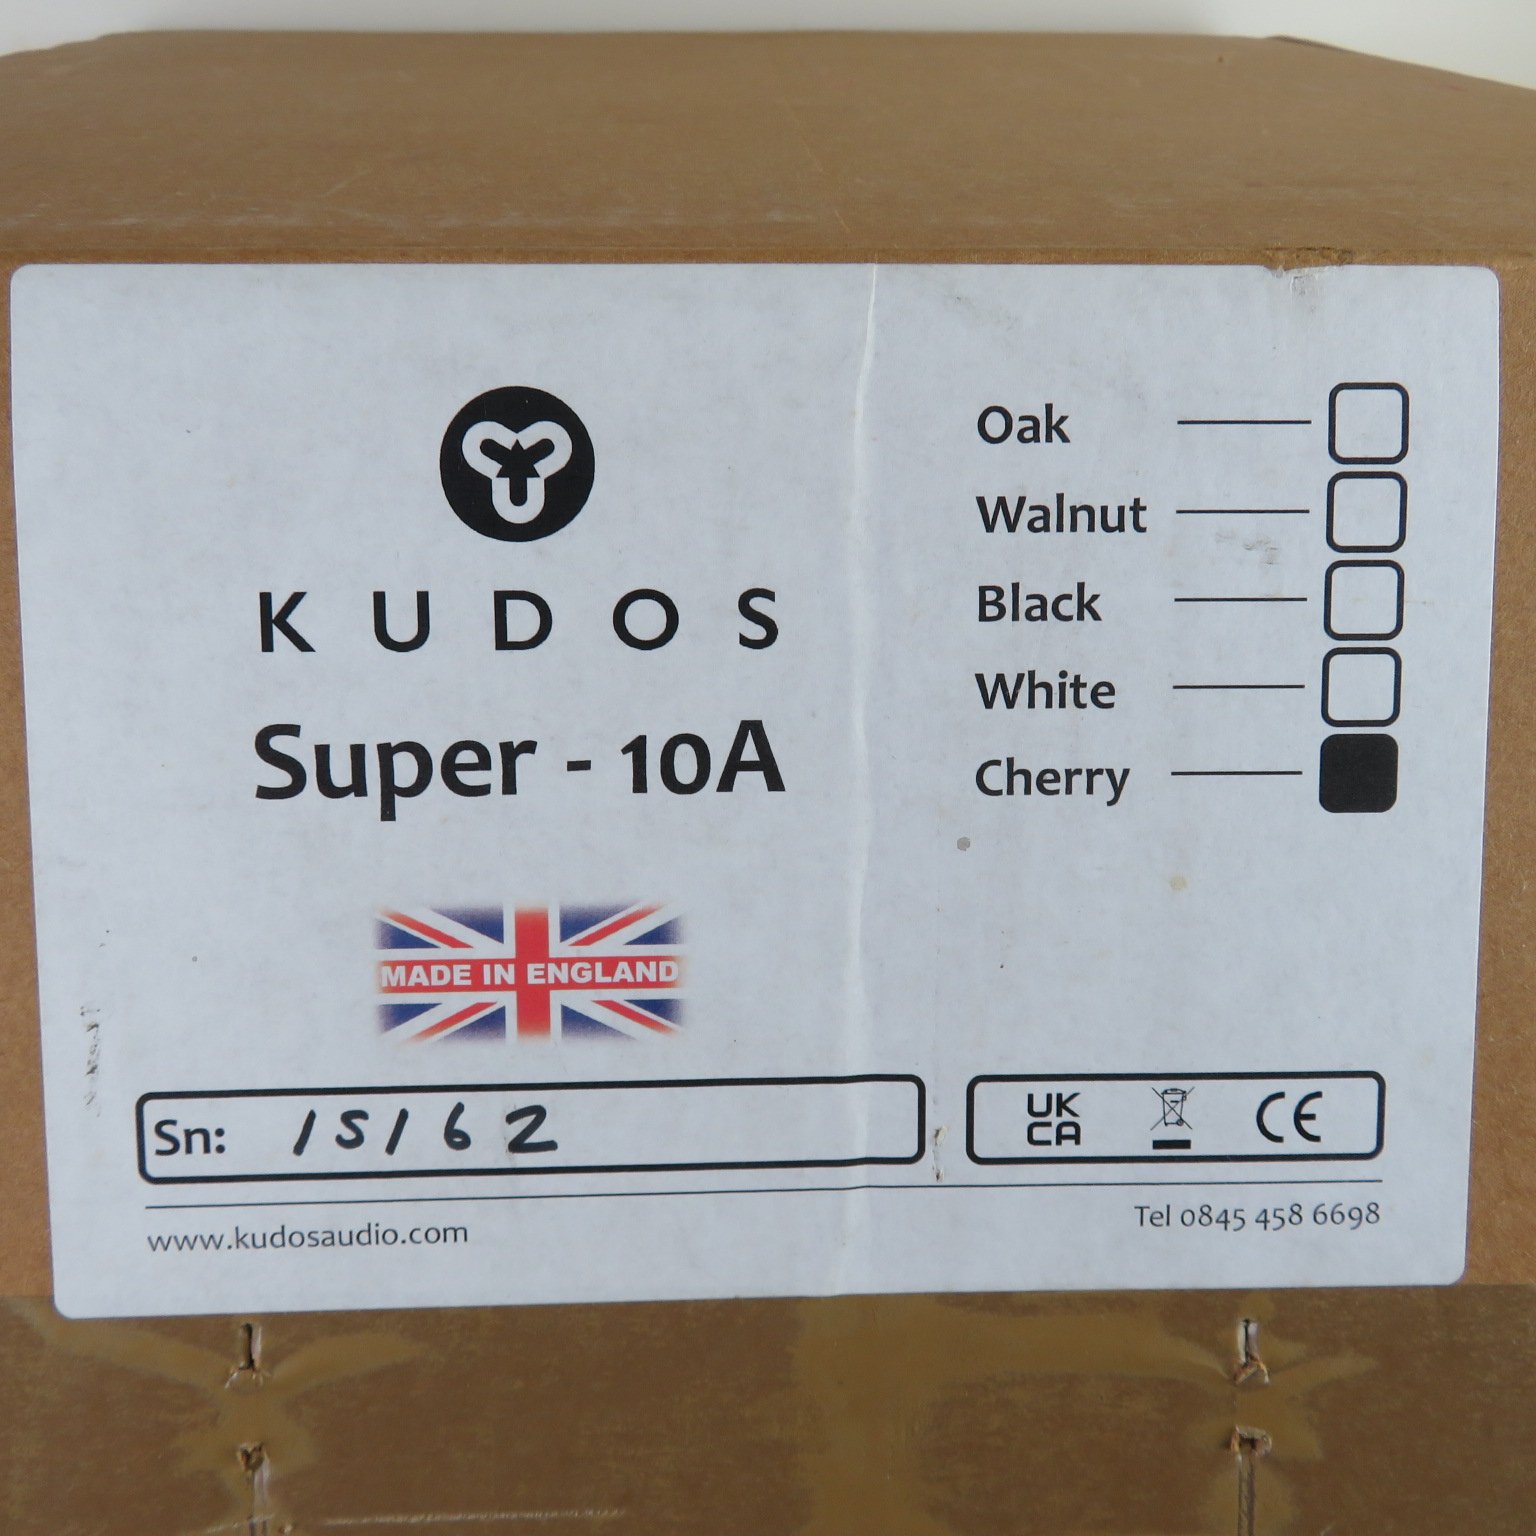 KUDOS
Super - 10A
MADE IN ENGLAND
Oak
Walnut
Black
White
Cherry
Sn: 15162
UK
CA
CE
www.kudosaudio.com
Tel 0845 458 6698